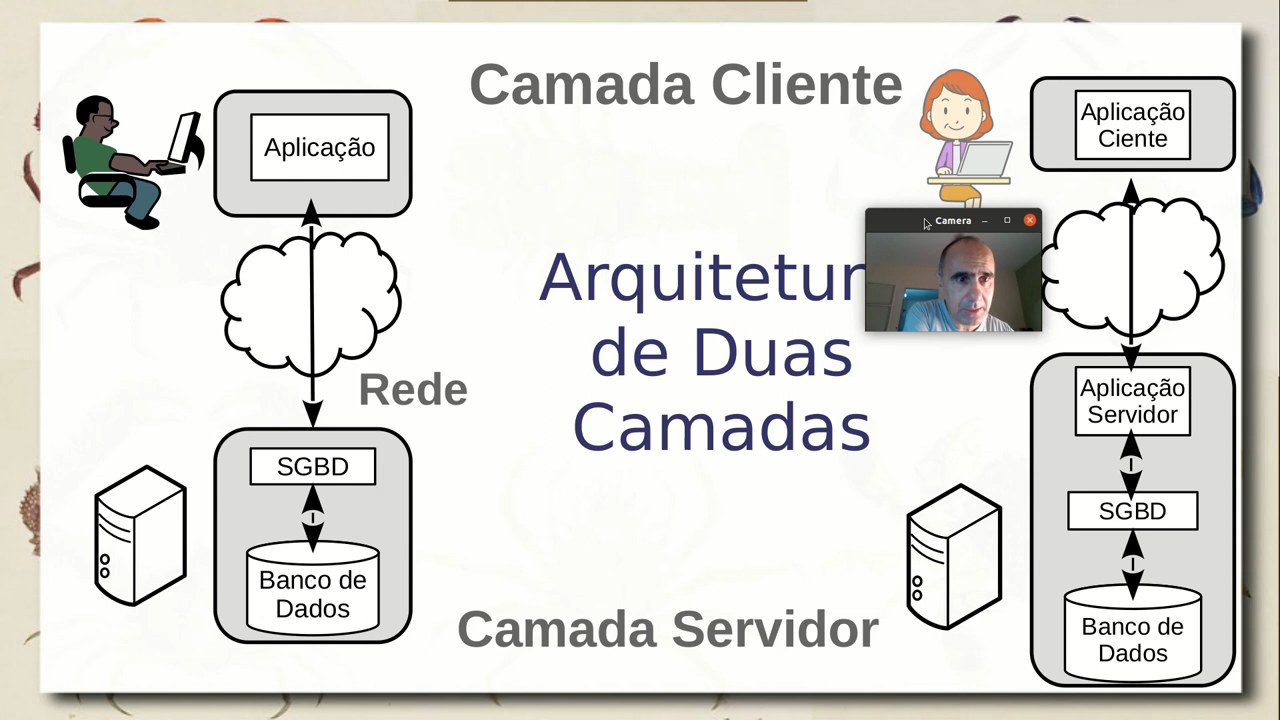 Camada Cliente
Aplicação
Aplicação
Ciente
Camera
Arquitetur
de Duas
Camadas
Rede
SGBD
Banco de
Dados
Aplicação
Servidor
SGBD
Banco de
Dados
Camada Servidor